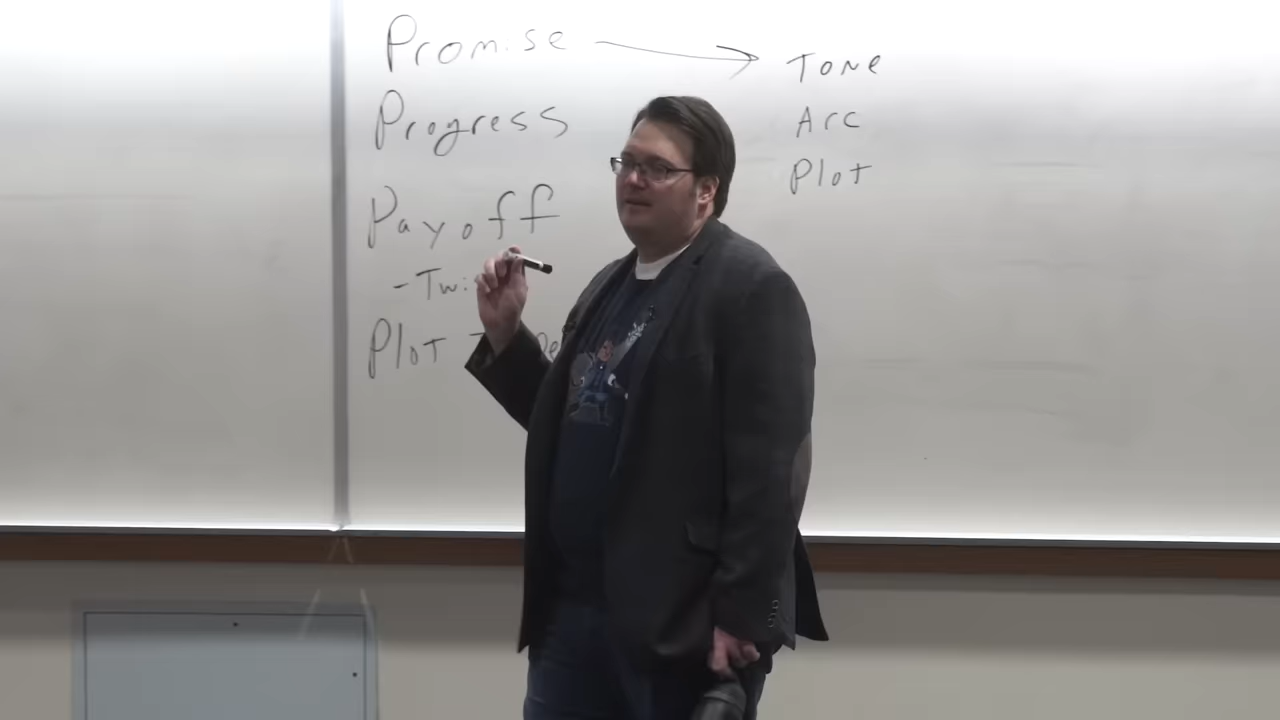 Promise → Tone
Progress
Arc
Payoff
Plot
Plot